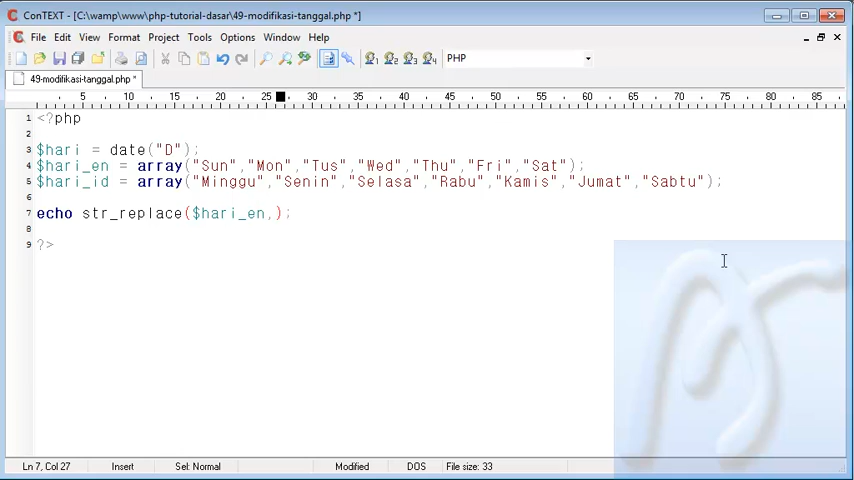 ConTEXT - [C:\wamp\www\php-tutorial-dasar\49-modifikasi-tanggal.php *]
File Edit View Format Project Tools Options Window Help
1 2 3 4 PHP
49-modifikasi-tanggal.php *
5 10 15 20 25 30 35 40 45 50 55 60 65 70 75 80 85
1 <?php
2
3 $hari = date("D");
4 $hari_en = array("Sun","Mon","Tus","Wed","Thu","Fri","Sat");
5 $hari_id = array("Minggu","Senin","Selasa","Rabu","Kamis","Jumat","Sabtu");
6
7 echo str_replace($hari_en,);
8
9 ?>
Ln 7, Col 27 Insert Sel: Normal Modified DOS File size: 33